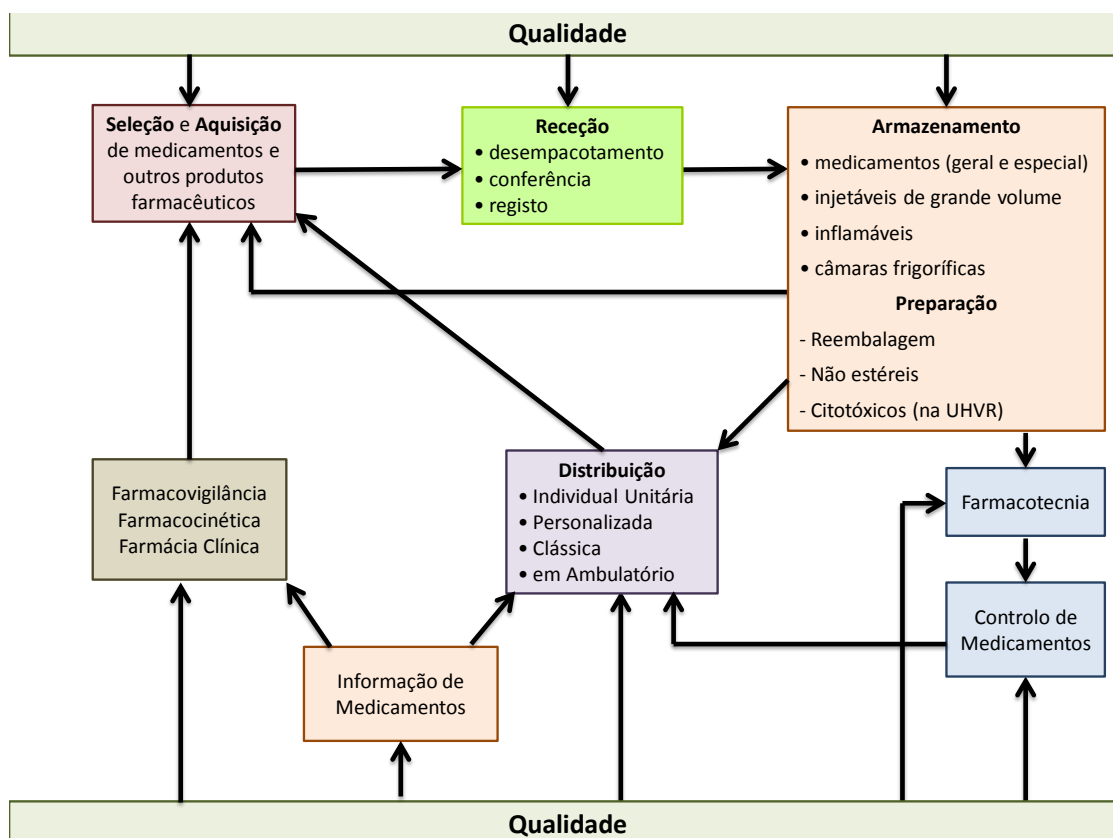 Qualidade
Seleção e Aquisição
de medicamentos e
outros produtos
farmacêuticos
Receção
• desempacotamento
• conferência
• registo
Armazenamento
• medicamentos (geral e especial)
• injetáveis de grande volume
• inflamáveis
• câmaras frigoríficas
Preparação
- Reembalagem
- Não estéreis
- Citotóxicos (na UHVR)
Farmacovigilância
Farmacocinética
Farmácia Clínica
Distribuição
• Individual Unitária
• Personalizada
• Clássica
• em Ambulatório
Farmacotecnia
Controlo de
Medicamentos
Informação de
Medicamentos
Qualidade